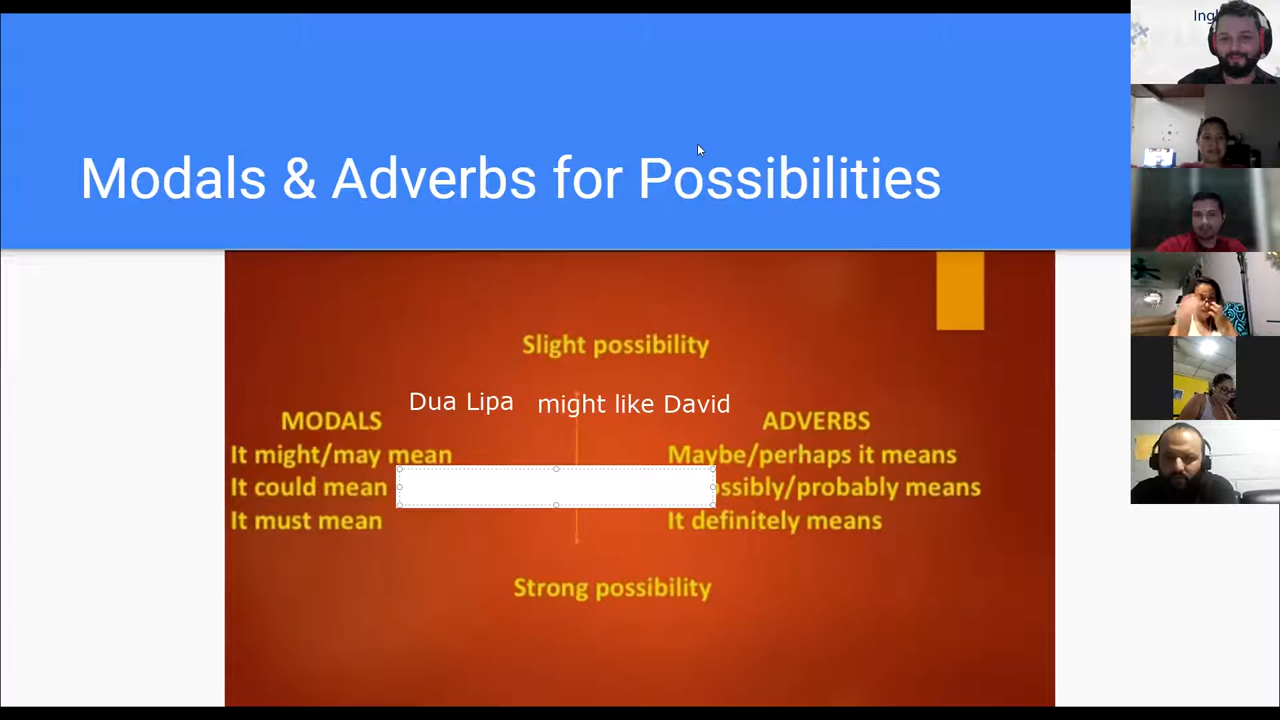 Modals & Adverbs for Possibilities
Slight possibility
Dua Lipa might like David
MODALS
ADVERBS
It might/may mean
Maybe/perhaps it means
It could mean
ssibly/probably means
It must mean
It definitely means
Strong possibility